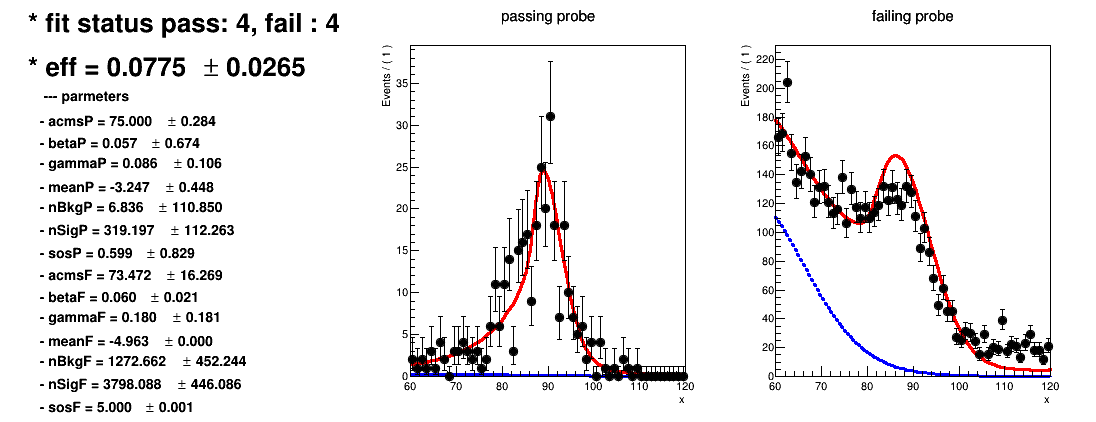 * fit status pass: 4, fail : 4
* eff = 0.0775 ± 0.0265
--- parmeters
- acmsP = 75.000 ± 0.284
- betaP = 0.057 ± 0.674
- gammaP = 0.086 ± 0.106
- meanP = -3.247 ± 0.448
- nBkgP = 6.836 ± 110.850
- nSigP = 319.197 ± 112.263
- sosP = 0.599 ± 0.829
- acmsF = 73.472 ± 16.269
- betaF = 0.060 ± 0.021
- gammaF = 0.180 ± 0.181
- meanF = -4.963 ± 0.000
- nBkgF = 1272.662 ± 452.244
- nSigF = 3798.088 ± 446.086
- sosF = 5.000 ± 0.001
passing probe
Events / ( 1 )
35
30
25
20
15
10
5
0
60 70 80 90 100 110 120
x
failing probe
Events / ( 1 )
220
200
180
160
140
120
100
80
60
40
20
0
60 70 80 90 100 110 120
x